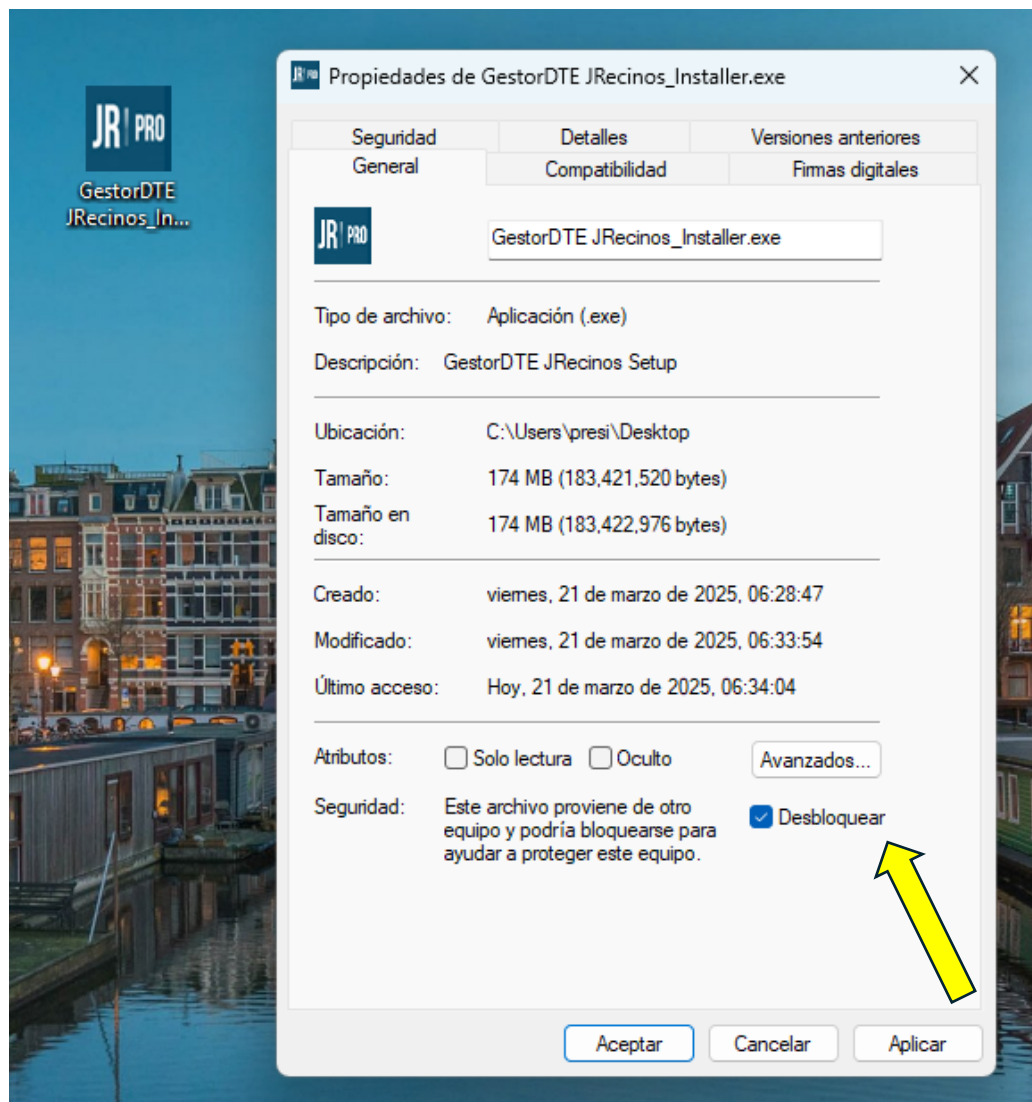 JR PRO
GestorDTE
JRecinos_In...
JR PRO
Propiedades de GestorDTE JRecinos_Installer.exe
Seguridad
Detalles
Versiones anteriores
General
Compatibilidad
Firmas digitales
JR PRO
GestorDTE JRecinos_Installer.exe
Tipo de archivo:
Aplicación (.exe)
Descripción:
GestorDTE JRecinos Setup
Ubicación:
C:\Users\presi\Desktop
Tamaño:
174 MB (183,421,520 bytes)
Tamaño en
disco:
174 MB (183,422,976 bytes)
Creado:
viernes, 21 de marzo de 2025, 06:28:47
Modificado:
viernes, 21 de marzo de 2025, 06:33:54
Último acceso:
Hoy, 21 de marzo de 2025, 06:34:04
Atributos:
Solo lectura
Oculto
Avanzados...
Seguridad:
Este archivo proviene de otro
equipo y podría bloquearse para
ayudar a proteger este equipo.
Desbloquear
Aceptar
Cancelar
Aplicar